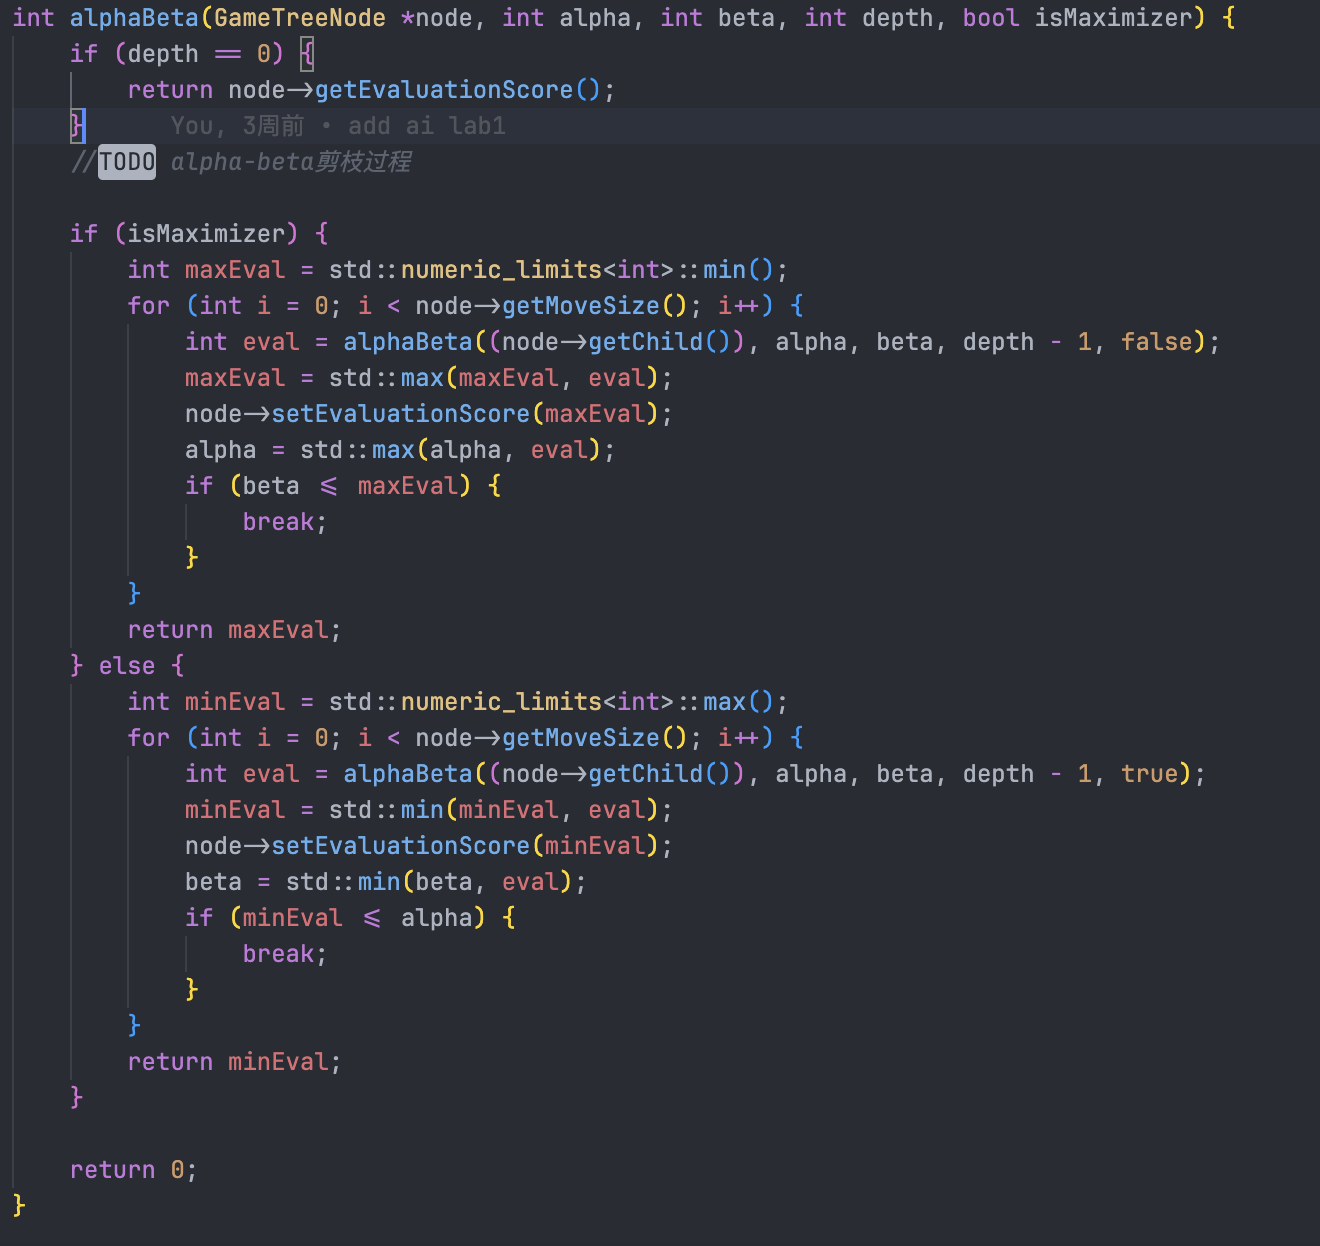 int alphaBeta(GameTreeNode *node, int alpha, int beta, int depth, bool isMaximizer) {
    if (depth == 0) {
        return node->getEvaluationScore();
    }      You, 3周前 • add ai lab1
    //TODO alpha-beta剪枝过程

    if (isMaximizer) {
        int maxEval = std::numeric_limits<int>::min();
        for (int i = 0; i < node->getMoveSize(); i++) {
            int eval = alphaBeta((node->getChild()), alpha, beta, depth - 1, false);
            maxEval = std::max(maxEval, eval);
            node->setEvaluationScore(maxEval);
            alpha = std::max(alpha, eval);
            if (beta <= maxEval) {
                break;
            }
        }
        return maxEval;
    } else {
        int minEval = std::numeric_limits<int>::max();
        for (int i = 0; i < node->getMoveSize(); i++) {
            int eval = alphaBeta((node->getChild()), alpha, beta, depth - 1, true);
            minEval = std::min(minEval, eval);
            node->setEvaluationScore(minEval);
            beta = std::min(beta, eval);
            if (minEval <= alpha) {
                break;
            }
        }
        return minEval;
    }

    return 0;
}